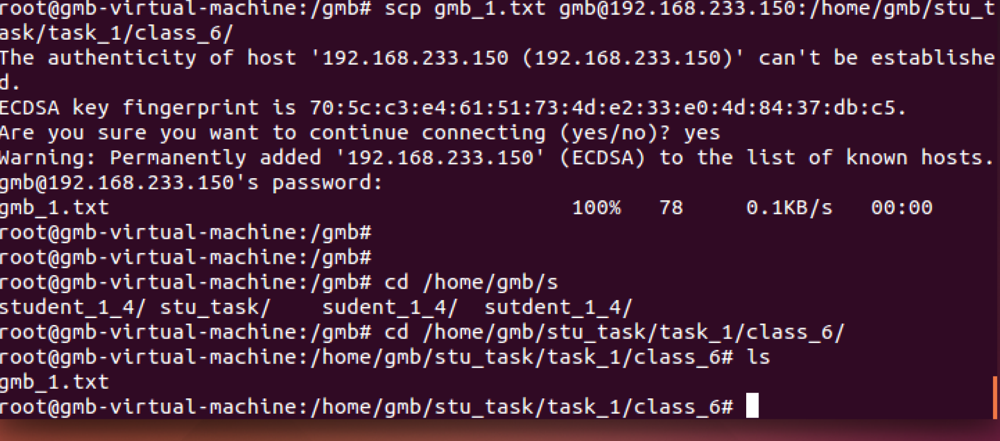 root@gmb-virtual-machine:/gmb# scp gmb_1.txt gmb@192.168.233.150:/home/gmb/stu_t
ask/task_1/class_6/
The authenticity of host '192.168.233.150 (192.168.233.150)' can't be establishe
d.
ECDSA key fingerprint is 70:5c:c3:e4:61:51:73:4d:e2:33:e0:4d:84:37:db:c5.
Are you sure you want to continue connecting (yes/no)? yes
Warning: Permanently added '192.168.233.150' (ECDSA) to the list of known hosts.
gmb@192.168.233.150's password:
gmb_1.txt                                     100%   78     0.1KB/s   00:00
root@gmb-virtual-machine:/gmb#
root@gmb-virtual-machine:/gmb#
root@gmb-virtual-machine:/gmb# cd /home/gmb/s
student_1_4/ stu_task/    sudent_1_4/  sutdent_1_4/
root@gmb-virtual-machine:/gmb# cd /home/gmb/stu_task/task_1/class_6/
root@gmb-virtual-machine:/home/gmb/stu_task/task_1/class_6# ls
gmb_1.txt
root@gmb-virtual-machine:/home/gmb/stu_task/task_1/class_6#